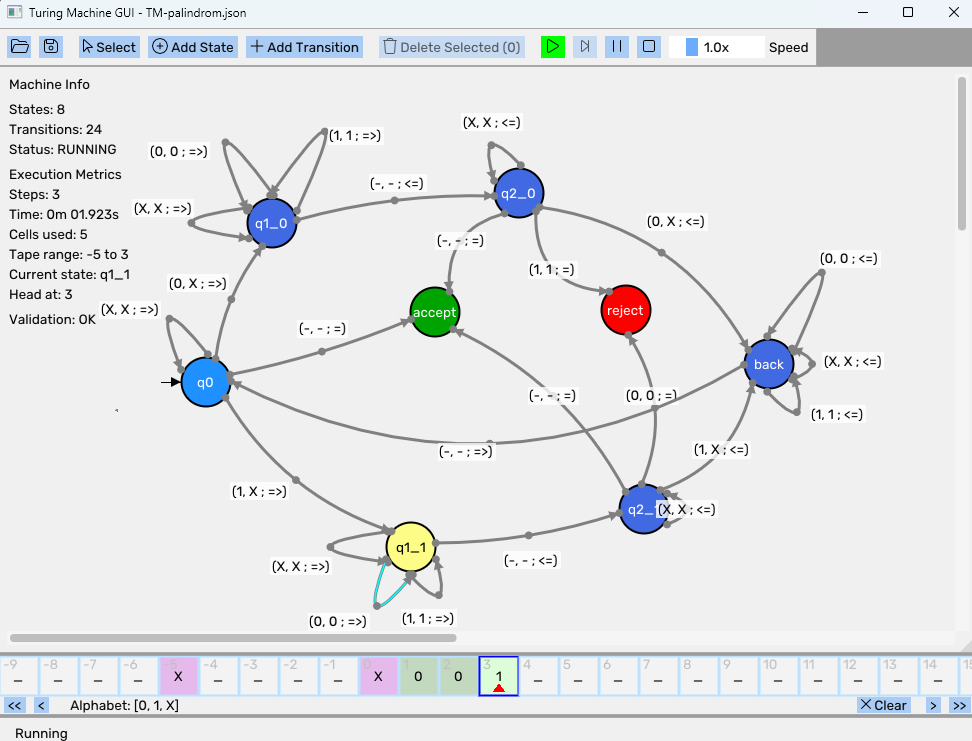 Turing Machine GUI - TM-palindrom.json
Select Add State Add Transition Delete Selected (0) 1.0x Speed
Machine Info
States: 8
Transitions: 24
Status: RUNNING
Execution Metrics
Steps: 3
Time: 0m 01.923s
Cells used: 5
Tape range: -5 to 3
Current state: q1_1
Head at: 3
Validation: OK
(X, X ; <=)
(1, 1 ; =>)
(0, 0 ; =>)
(-, - ; <=)
q2_0
(X, X ; =>)
q1_0
(0, X ; <=)
(-, - ; =)
(0, 0 ; <=)
(1, 1 ; =)
(0, X ; =>)
(X, X ; =>)
accept
reject
(-, - ; =)
back
(X, X ; <=)
q0
(-, - ; =)
(0, 0 ; =)
(1, 1 ; <=)
(-, - ; =>)
(1, X ; <=)
(1, X ; =>)
q2_
(X, X ; <=)
q1_1
(-, - ; <=)
(X, X ; =>)
(0, 0 ; =>)
(1, 1 ; =>)
-9 -8 -7 -6 -5 -4 -3 -2 -1 0 1 2 3 4 5 6 7 8 9 10 11 12 13 14 15
– – – – X – – – – X 0 0 1 – – – – – – – – – – – –
<< < Alphabet: [0, 1, X] Clear > >>
Running